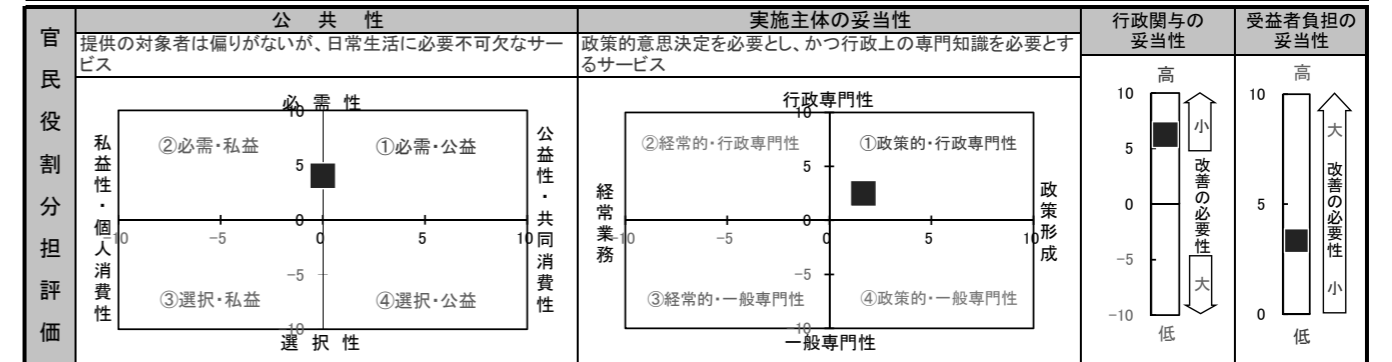 官民役割分担評価
公共性
実施主体の妥当性
行政関与の
妥当性
受益者負担の
妥当性
提供の対象者は偏りがないが、日常生活に必要不可欠なサー
ビス
政策的意思決定を必要とし、かつ行政上の専門知識を必要とす
るサービス
必需性
10
②必需・私益
①必需・公益
5
私益性・個人消費性
公益性・共同消費性
0
-10
-5
0
5
10
-5
③選択・私益
④選択・公益
-10
選択性
行政専門性
10
②経常的・行政専門性
①政策的・行政専門性
5
経常業務
政策形成
0
-10
-5
0
5
10
-5
③経常的・一般専門性
④政策的・一般専門性
-10
一般専門性
高
10
5
0
-5
-10
低
小
改善の必要性
大
高
10
5
0
低
大
改善の必要性
小